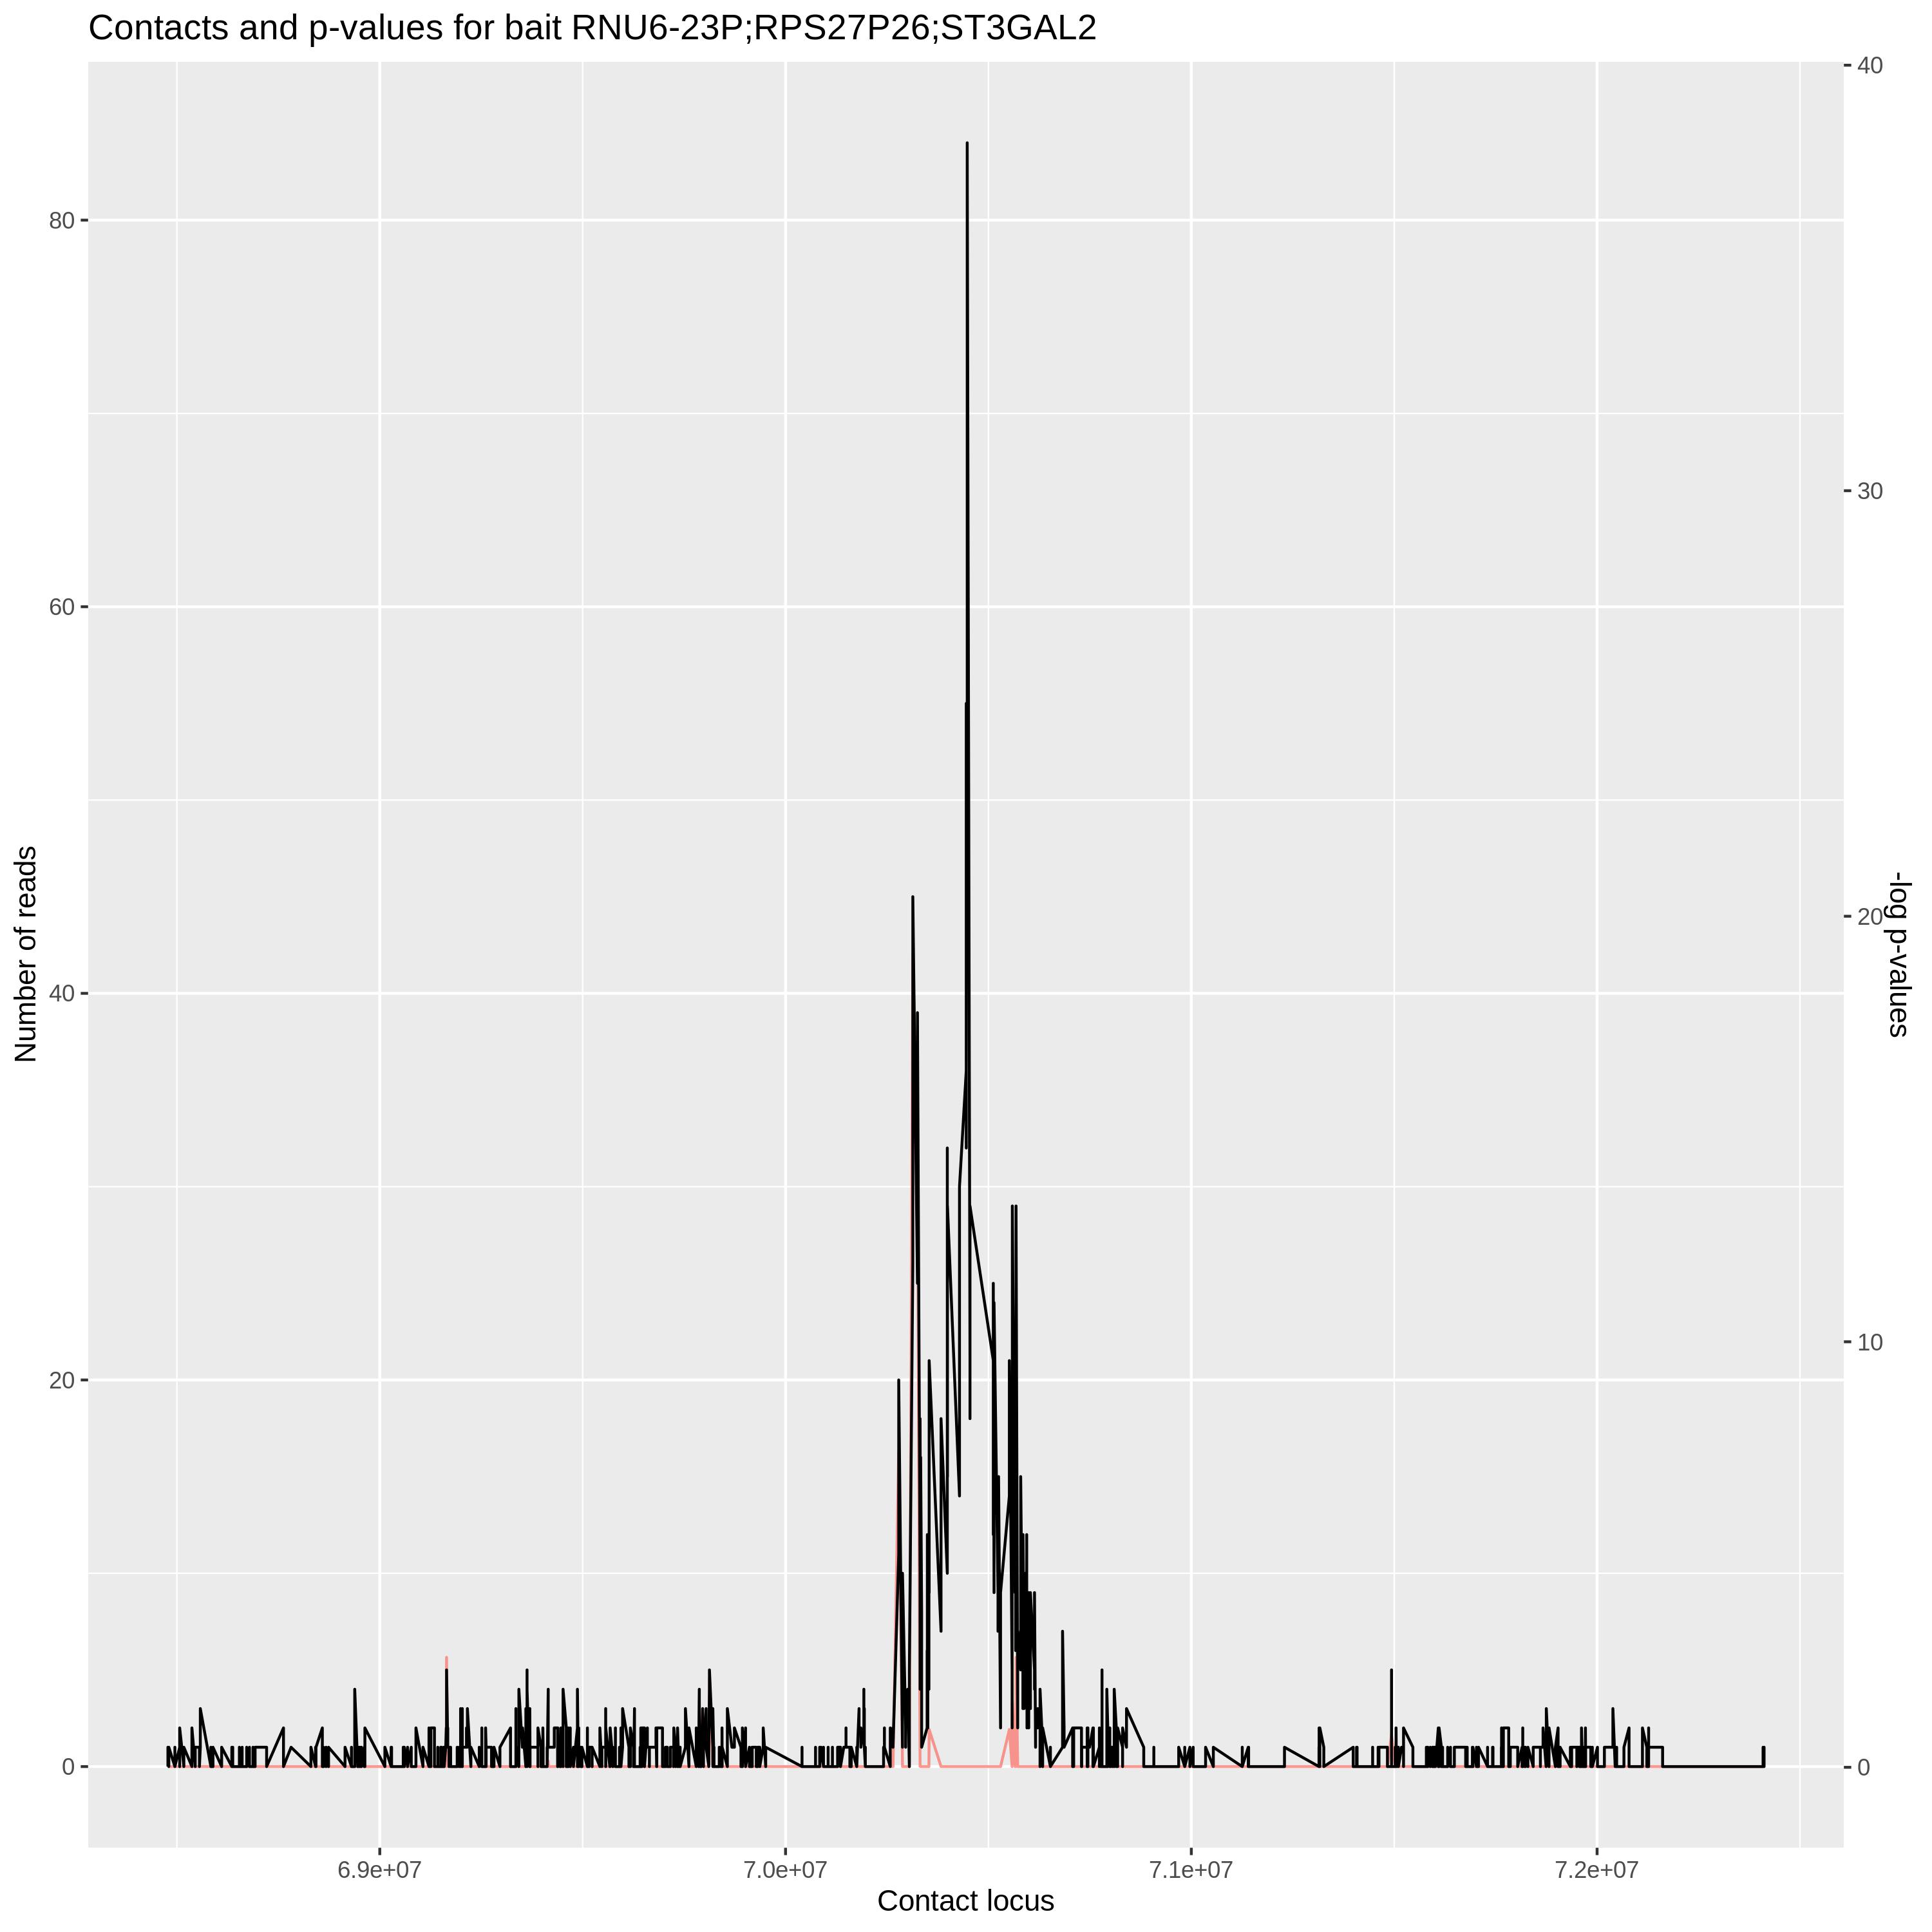 Contacts and p-values for bait RNU6-23P;RPS27P26;ST3GAL2
40
80
30
60
Number of reads
-log p-values
20
40
10
20
0
0
6.9e+07 7.0e+07 7.1e+07 7.2e+07
Contact locus